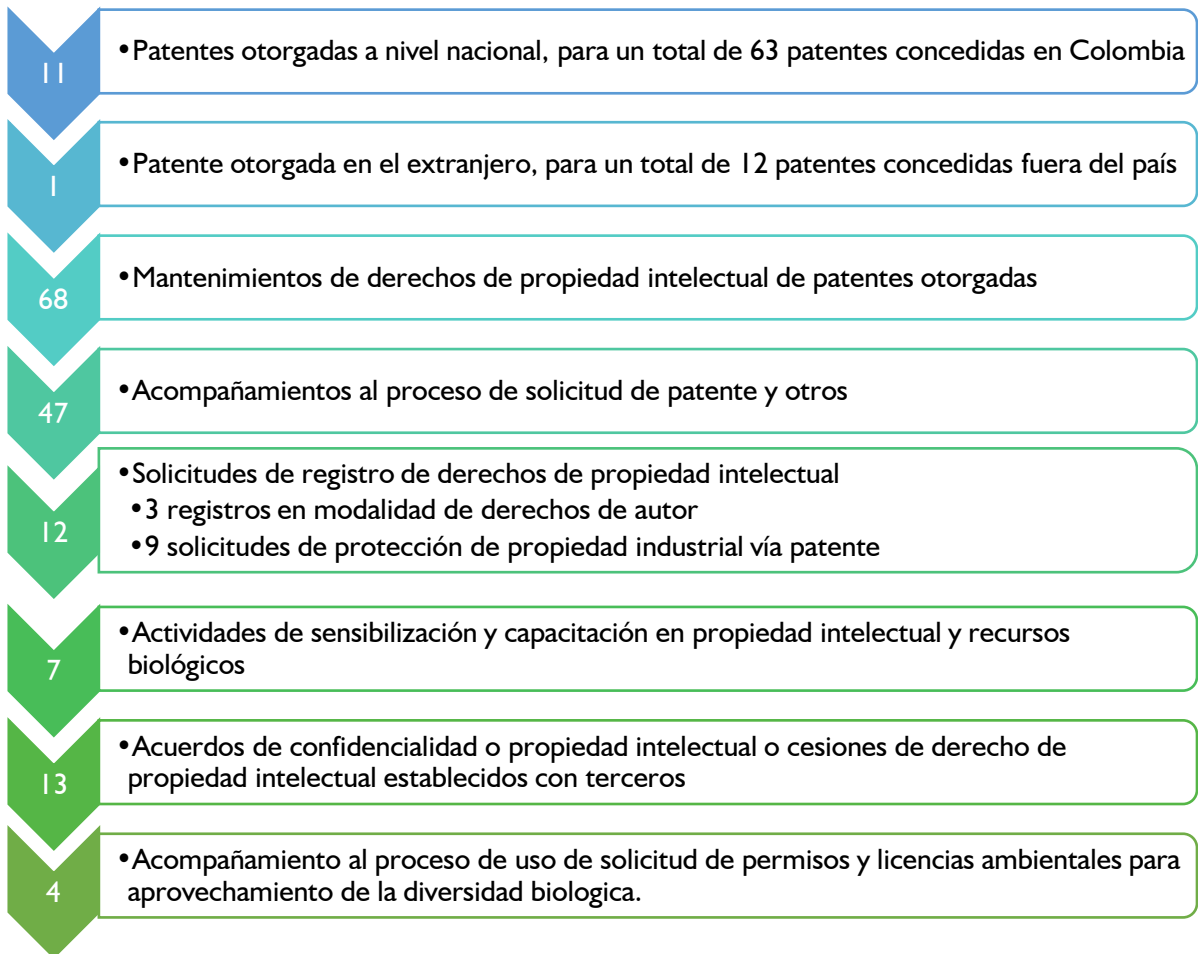 11
•Patentes otorgadas a nivel nacional, para un total de 63 patentes concedidas en Colombia
1
•Patente otorgada en el extranjero, para un total de 12 patentes concedidas fuera del país
68
•Mantenimientos de derechos de propiedad intelectual de patentes otorgadas
47
•Acompañamientos al proceso de solicitud de patente y otros
12
•Solicitudes de registro de derechos de propiedad intelectual
•3 registros en modalidad de derechos de autor
•9 solicitudes de protección de propiedad industrial vía patente
7
•Actividades de sensibilización y capacitación en propiedad intelectual y recursos
biológicos
13
•Acuerdos de confidencialidad o propiedad intelectual o cesiones de derecho de
propiedad intelectual establecidos con terceros
4
•Acompañamiento al proceso de uso de solicitud de permisos y licencias ambientales para
aprovechamiento de la diversidad biologica.